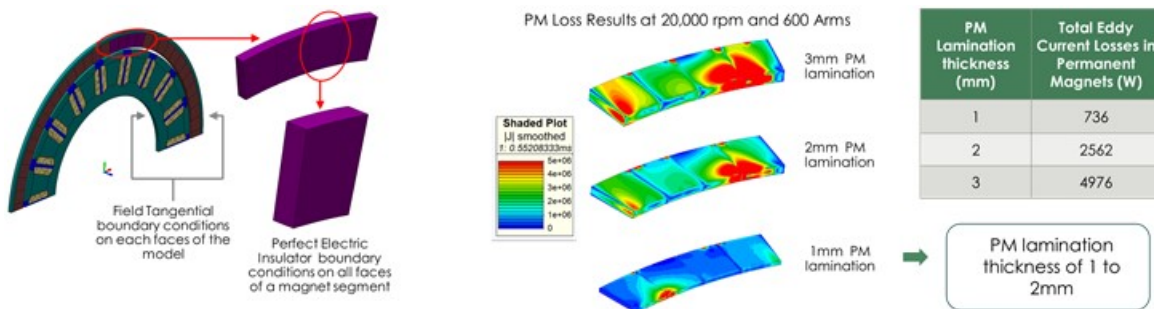 Field Tangential
boundary conditions
on each faces of the
model
Perfect Electric
Insulator boundary
conditions on all faces
of a magnet segment
PM Loss Results at 20,000 rpm and 600 Arms
3mm PM
lamination
2mm PM
lamination
1mm PM
lamination
Shaded Plot
|J| smoothed
1: 0.55208333ms
5e+06
4e+06
3e+06
2e+06
1e+06
0
PM
Lamination
thickness
(mm)
Total Eddy
Current Losses in
Permanent
Magnets (W)
1 736
2 2562
3 4976
PM lamination
thickness of 1 to
2mm